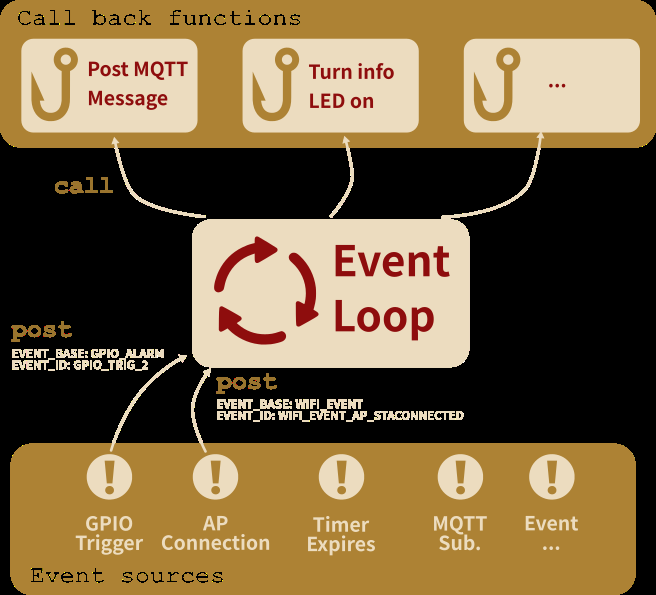 Call back functions
Post MQTT
Message
Turn info
LED on
...
call
Event
Loop
post
EVENT_BASE: GPIO_ALARM
EVENT_ID: GPIO_TRIG_2
post
EVENT_BASE: WIFI_EVENT
EVENT_ID: WIFI_EVENT_AP_STACONNECTED
GPIO
Trigger
AP
Connection
Timer
Expires
MQTT
Sub.
Event
...
Event sources